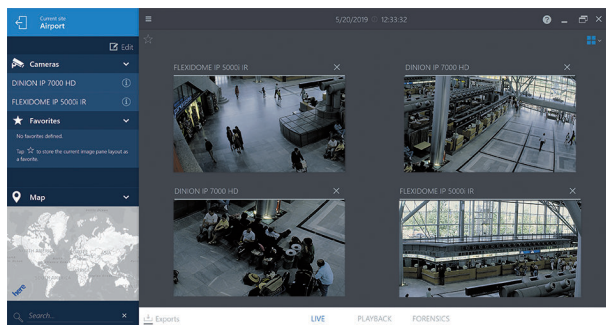 Current site
Airport
Edit
Cameras
DINION IP 7000 HD
FLEXIDOME IP 5000i IR
Favorites
No favorites defined.
Tap ☆ to store the current image pane layout as
a favorite.
Map
here
Search...
5/20/2019 12:33:32
FLEXIDOME IP 5000i IR
DINION IP 7000 HD
DINION IP 7000 HD
FLEXIDOME IP 5000i IR
Exports
LIVE
PLAYBACK
FORENSICS